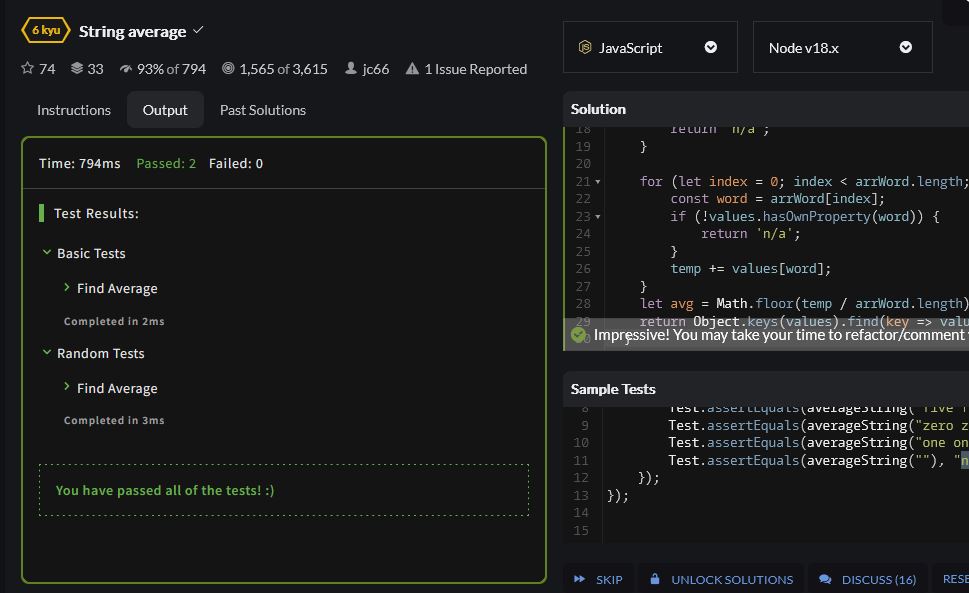 6 kyu
String average
74 33 93% of 794 1,565 of 3,615 jc66 1 Issue Reported
Instructions Output Past Solutions
Time: 794ms Passed: 2 Failed: 0
Test Results:
Basic Tests
Find Average
Completed in 2ms
Random Tests
Find Average
Completed in 3ms
You have passed all of the tests! :)
JavaScript
Node v18.x
Solution
18 return 'n/a';
19 }
20
21 for (let index = 0; index < arrWord.length;
22 const word = arrWord[index];
23 if (!values.hasOwnProperty(word)) {
24 return 'n/a';
25 }
26 temp += values[word];
27 }
28 let avg = Math.floor(temp / arrWord.length)
29 return Object.keys(values).find(key => valu
Impressive! You may take your time to refactor/comment
Sample Tests
8 Test.assertEquals(averageString("five
9 Test.assertEquals(averageString("zero z
10 Test.assertEquals(averageString("one on
11 Test.assertEquals(averageString(""), "n
12 });
13 });
14
15
SKIP UNLOCK SOLUTIONS DISCUSS (16) RESE